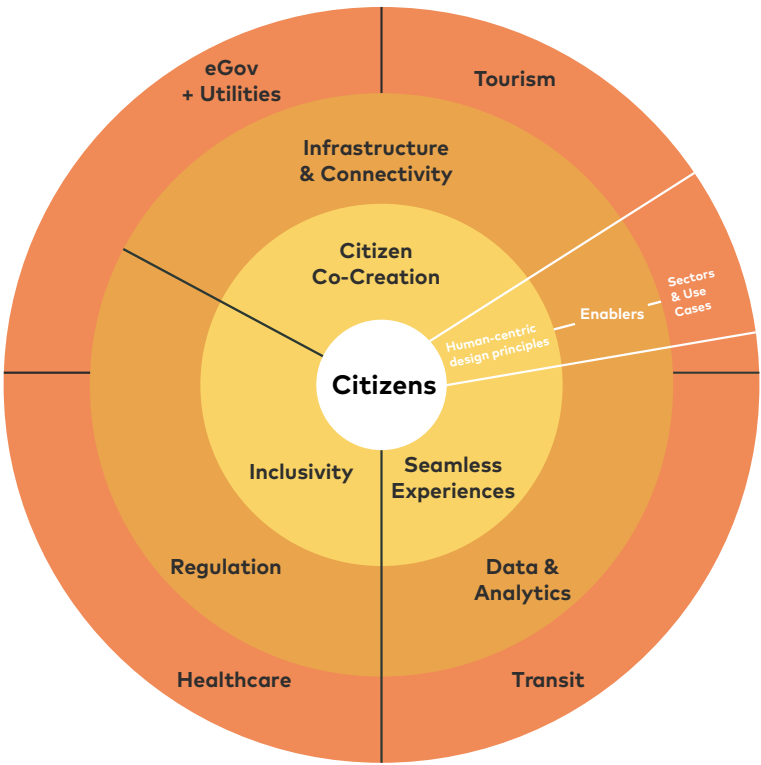 eGov
+ Utilities
Tourism
Infrastructure
& Connectivity
Citizen
Co-Creation
Sectors
& Use
Cases
Enablers
Human-centric
design principles
Citizens
Inclusivity
Seamless
Experiences
Regulation
Data &
Analytics
Healthcare
Transit